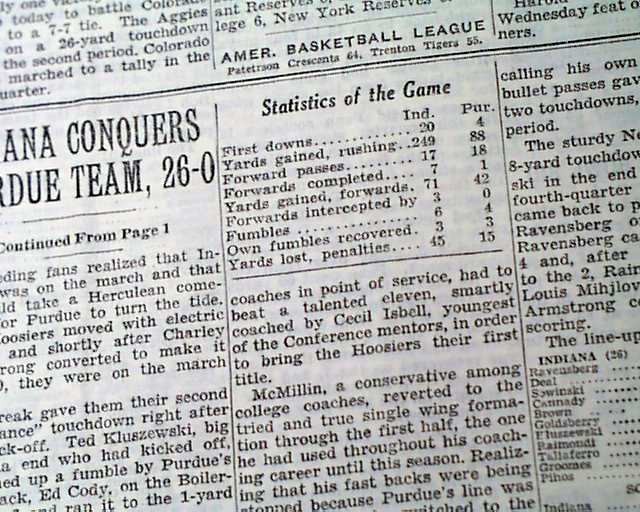 today to battle Colorado
to a 7-7 tie. The Aggies
on a 26-yard touchdown
the second period. Colorado
marched to a tally in the
uarter.
ANA CONQUERS
RDUE TEAM, 26-0
Continued From Page 1
ding fans realized that In-
was on the march and that
ld take a Herculean come-
or Purdue to turn the tide.
oosiers moved with electric
and shortly after Charley
rong converted to make it
, they were on the march
reak gave them their second
ance" touchdown right after
ck-off. Ted Kluszewski, big
a end who had kicked off,
ed up a fumble by Purdue's
ack, Ed Cody, on the Boiler-
and ran it to the 1-yard
ant Reserves
lege 6, New York Reserves
AMER. BASKETBALL LEAGUE
Paterson Crescents 64, Trenton Tigers 55.
Statistics of the Game
Ind. Pur.
First downs............ 20 4
Yards gained, rushing..249 88
Forward passes......... 17 18
Forwards completed.... 7 1
Yards gained, forwards. 71 42
Forwards intercepted by 3 0
Fumbles ............... 6 4
Own fumbles recovered. 3 3
Yards lost, penalties.... 45 15
coaches in point of service, had to
beat a talented eleven, smartly
coached by Cecil Isbell, youngest
of the Conference mentors, in order
to bring the Hoosiers their first
title.
McMillin, a conservative among
college coaches, reverted to the
tried and true single wing forma-
tion through the first half, the one
he had used throughout his coach-
ing career until this season. Realiz-
ing that his fast backs were being
stopped because Purdue's line was
switched to the
Wednesday feat o
ners.
calling his own
bullet passes gav
two touchdowns,
period.
The sturdy N
8-yard touchdow
ski in the end
fourth-quarter
came back to p
Ravensberg o
Ravensberg ca
4 and, after
to the 2, Rai
Louis Mihjlov
Armstrong c
scoring.
The line-up
INDIANA (26)
Ravensberg
Deal
Sowinski
Cannady
Brown
Goldsberry
Kluszewski
Raimondi
Tallaferro
Groomes
Pihos
Indiana